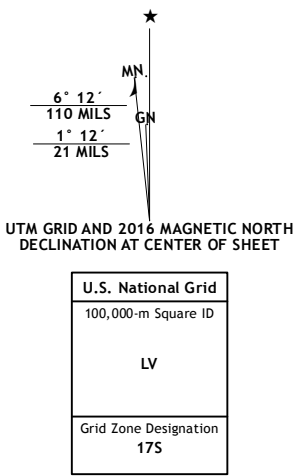 ★
MN.
6° 12´
110 MILS
GN
1° 12´
21 MILS
UTM GRID AND 2016 MAGNETIC NORTH
DECLINATION AT CENTER OF SHEET
U.S. National Grid
100,000-m Square ID
LV
Grid Zone Designation
17S